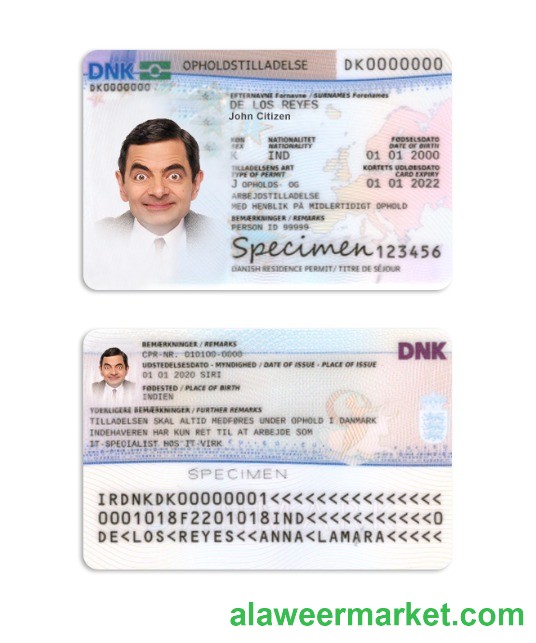 DNK OPHOLDSTILLADELSE DK0000000
DK0000000
EFTERNAVNE Fornavne / SURNAMES Forenames
DE LOS REYES
John Citizen
KØN NATIONALITET FØDSELSDATO
SEX NATIONALITY DATE OF BIRTH
K IND 01 01 2000
TILLADELSENS ART KORTETS UDLØBSDATO
TYPE OF PERMIT CARD EXPIRY
J OPHOLDS- OG 01 01 2022
ARBEJDSTILLADELSE
MED HENBLIK PÅ MIDLERTIDIGT OPHOLD
BEMÆRKNINGER / REMARKS
PERSON ID 99999
Specimen 123456
DANISH RESIDENCE PERMIT / TITRE DE SÉJOUR
BEMÆRKNINGER / REMARKS
CPR-NR. 010100-0000
DNK
UDSTEDELSESDATO - MYNDIGHED / DATE OF ISSUE - PLACE OF ISSUE
01 01 2020 SIRI
FØDESTED / PLACE OF BIRTH
INDIEN
YDERLIGERE BEMÆRKNINGER / FURTHER REMARKS
TILLADELSEN SKAL ALTID MEDFØRES UNDER OPHOLD I DANMARK
INDEHAVEREN HAR KUN RET TIL AT ARBEJDE SOM
IT-SPECIALIST HOS IT-VIRK
SPECIMEN
IRDNKDK00000001<<<<<<<<<<<<<<<
0001018F2201018IND<<<<<<<<<<<0
DE<LOS<REYES<<ANNA<LAMARA<<<<<
alaweermarket.com